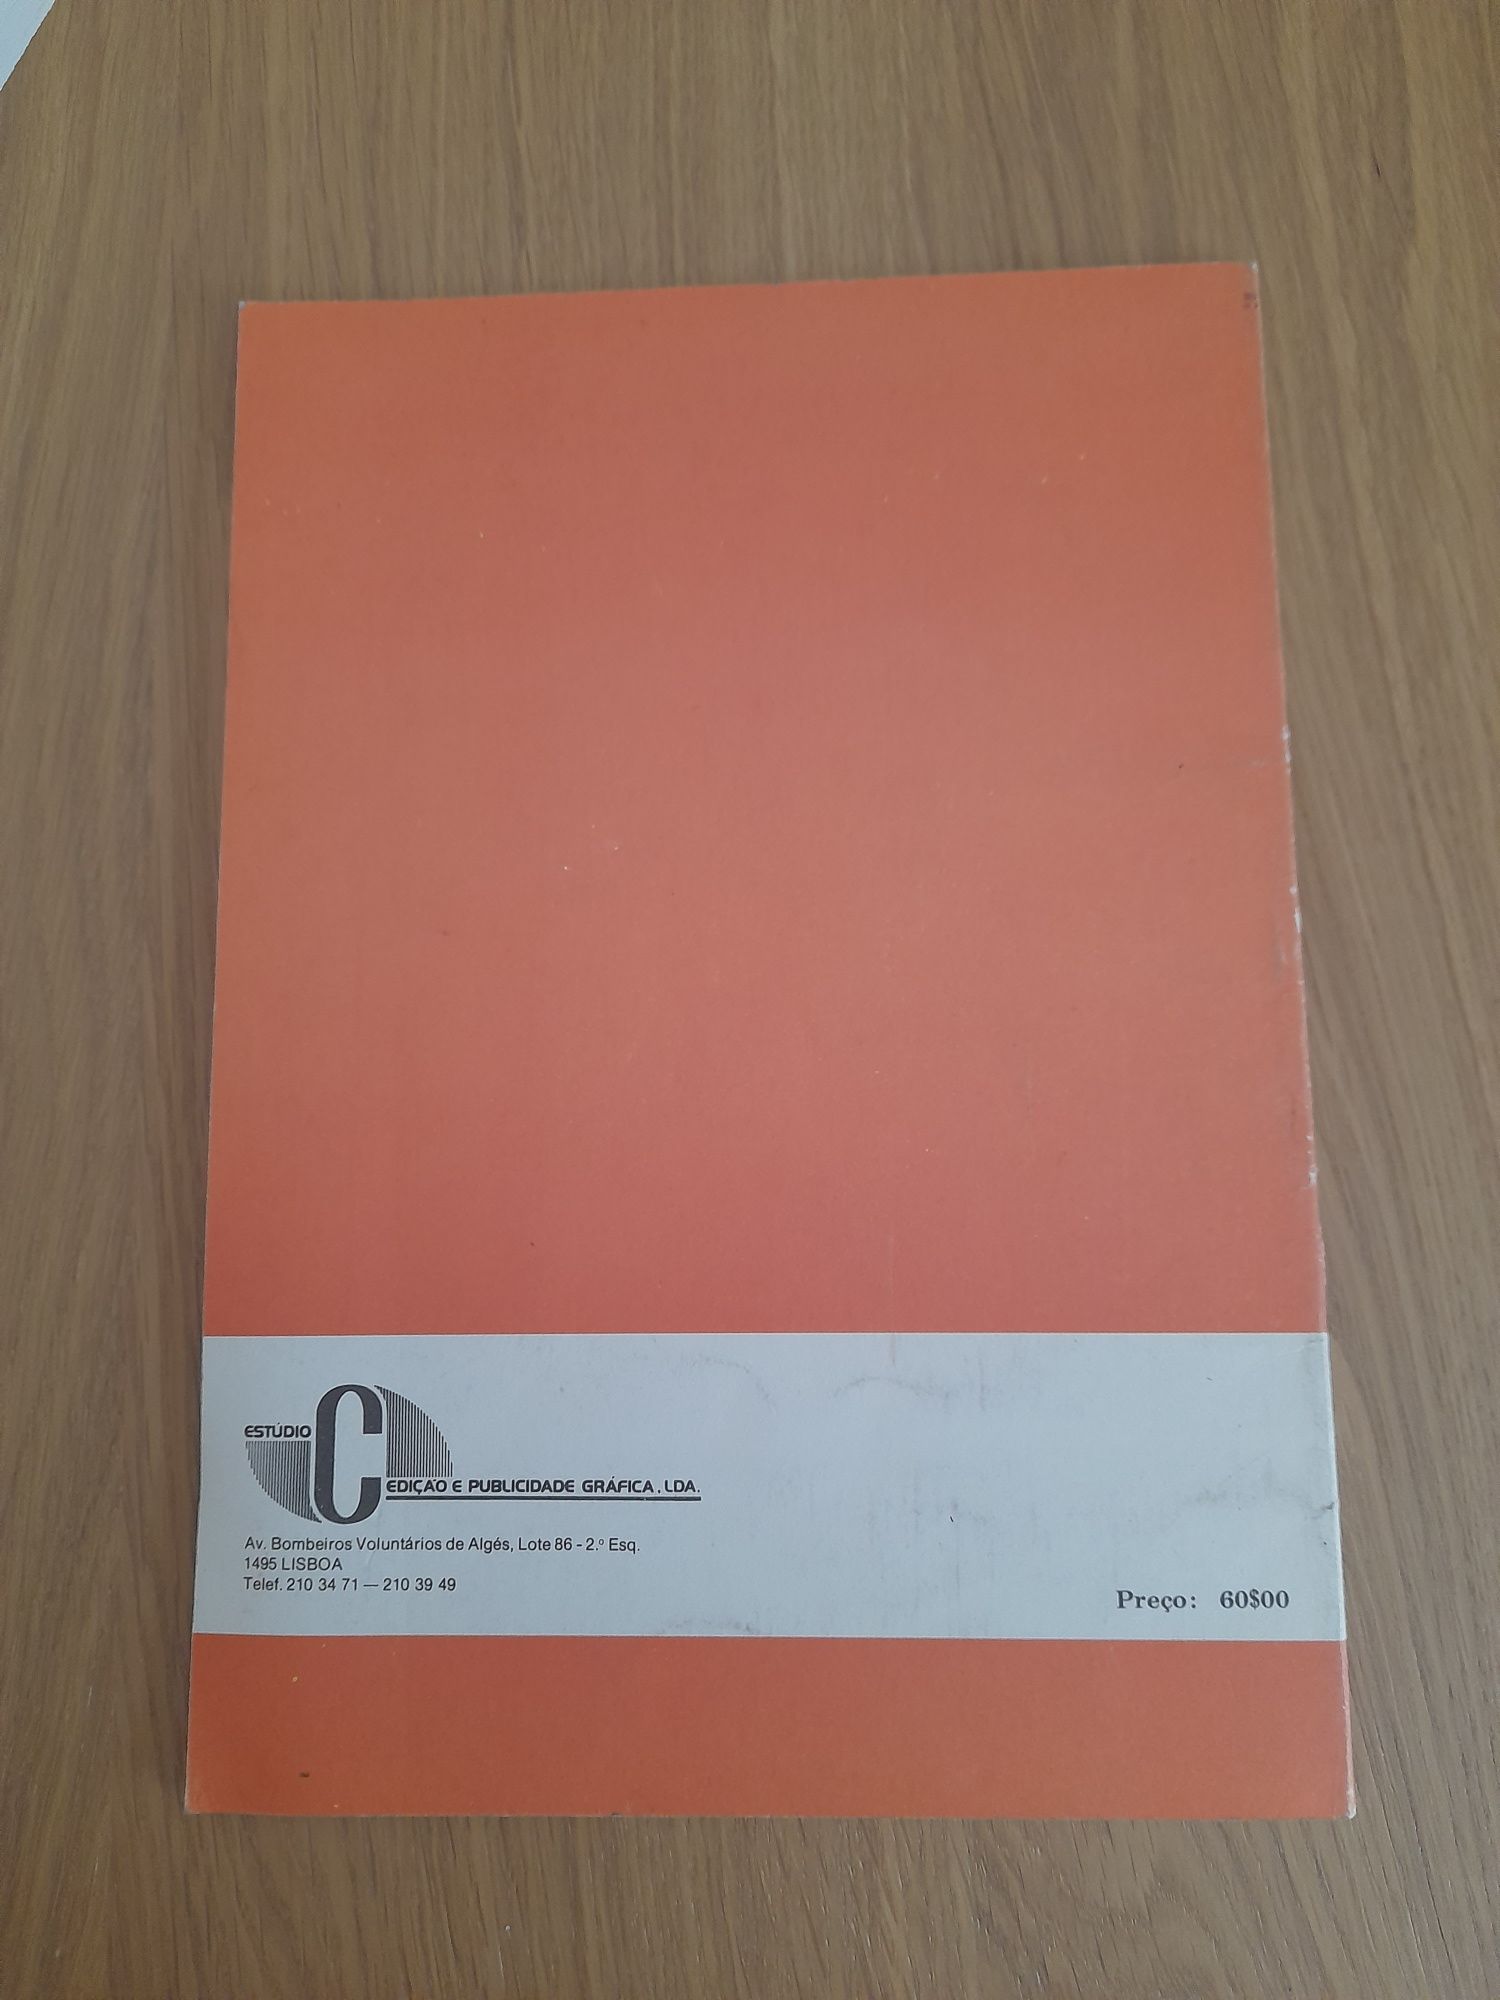 ESTÚDIO C
EDIÇÃO E PUBLICIDADE GRÁFICA, LDA.
Av. Bombeiros Voluntários de Algés, Lote 86 - 2.º Esq.
1495 LISBOA
Telef. 210 34 71 — 210 39 49
Preço: 60$00